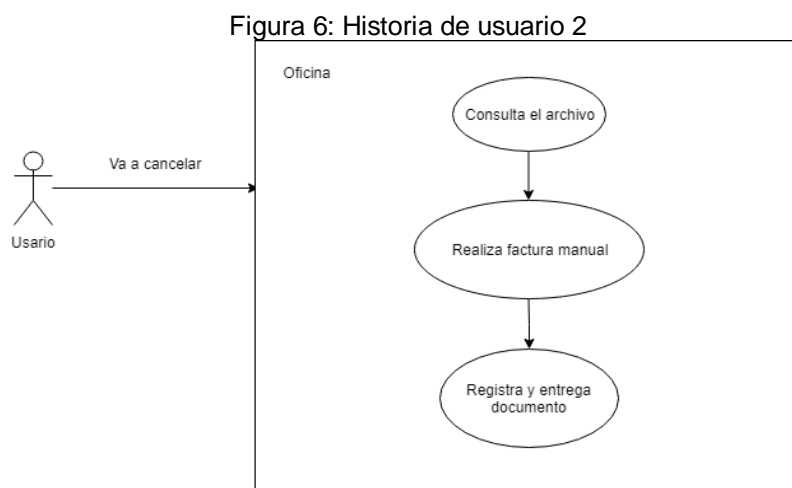 Figura 6: Historia de usuario 2
Oficina
Consulta el archivo
Va a cancelar
Usario
Realiza factura manual
Registra y entrega
documento